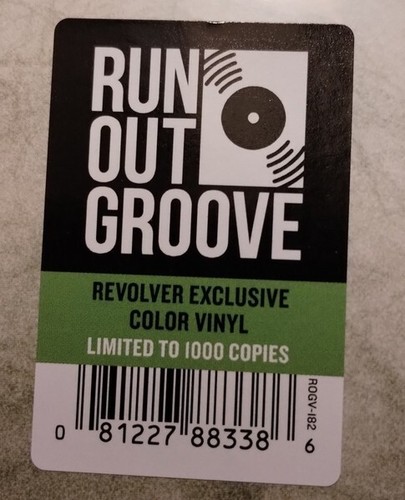 RUN
OUT
GROOVE
REVOLVER EXCLUSIVE
COLOR VINYL
LIMITED TO 1000 COPIES
ROGV-182
0 81227 88338 6